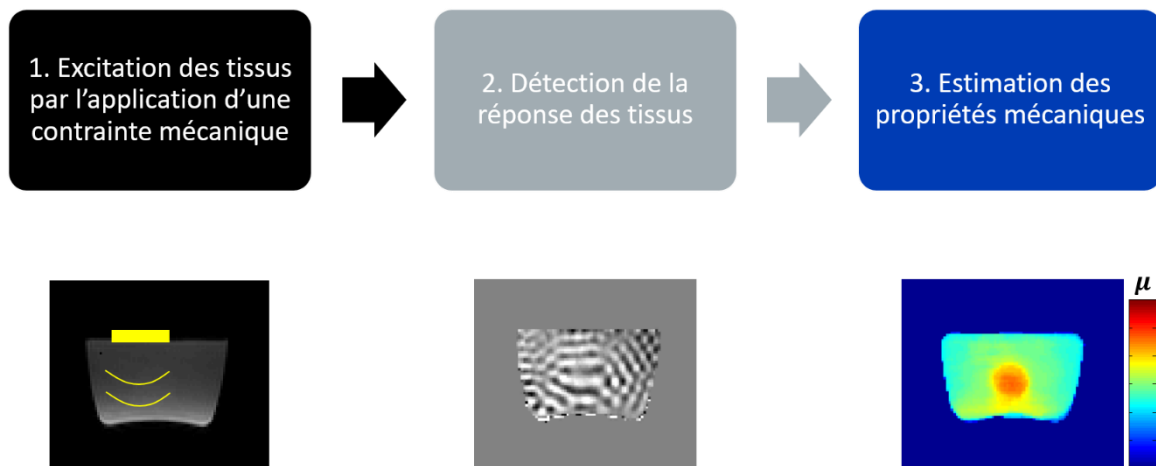 1. Excitation des tissus
par l’application d’une
contrainte mécanique
2. Détection de la
réponse des tissus
3. Estimation des
propriétés mécaniques
μ